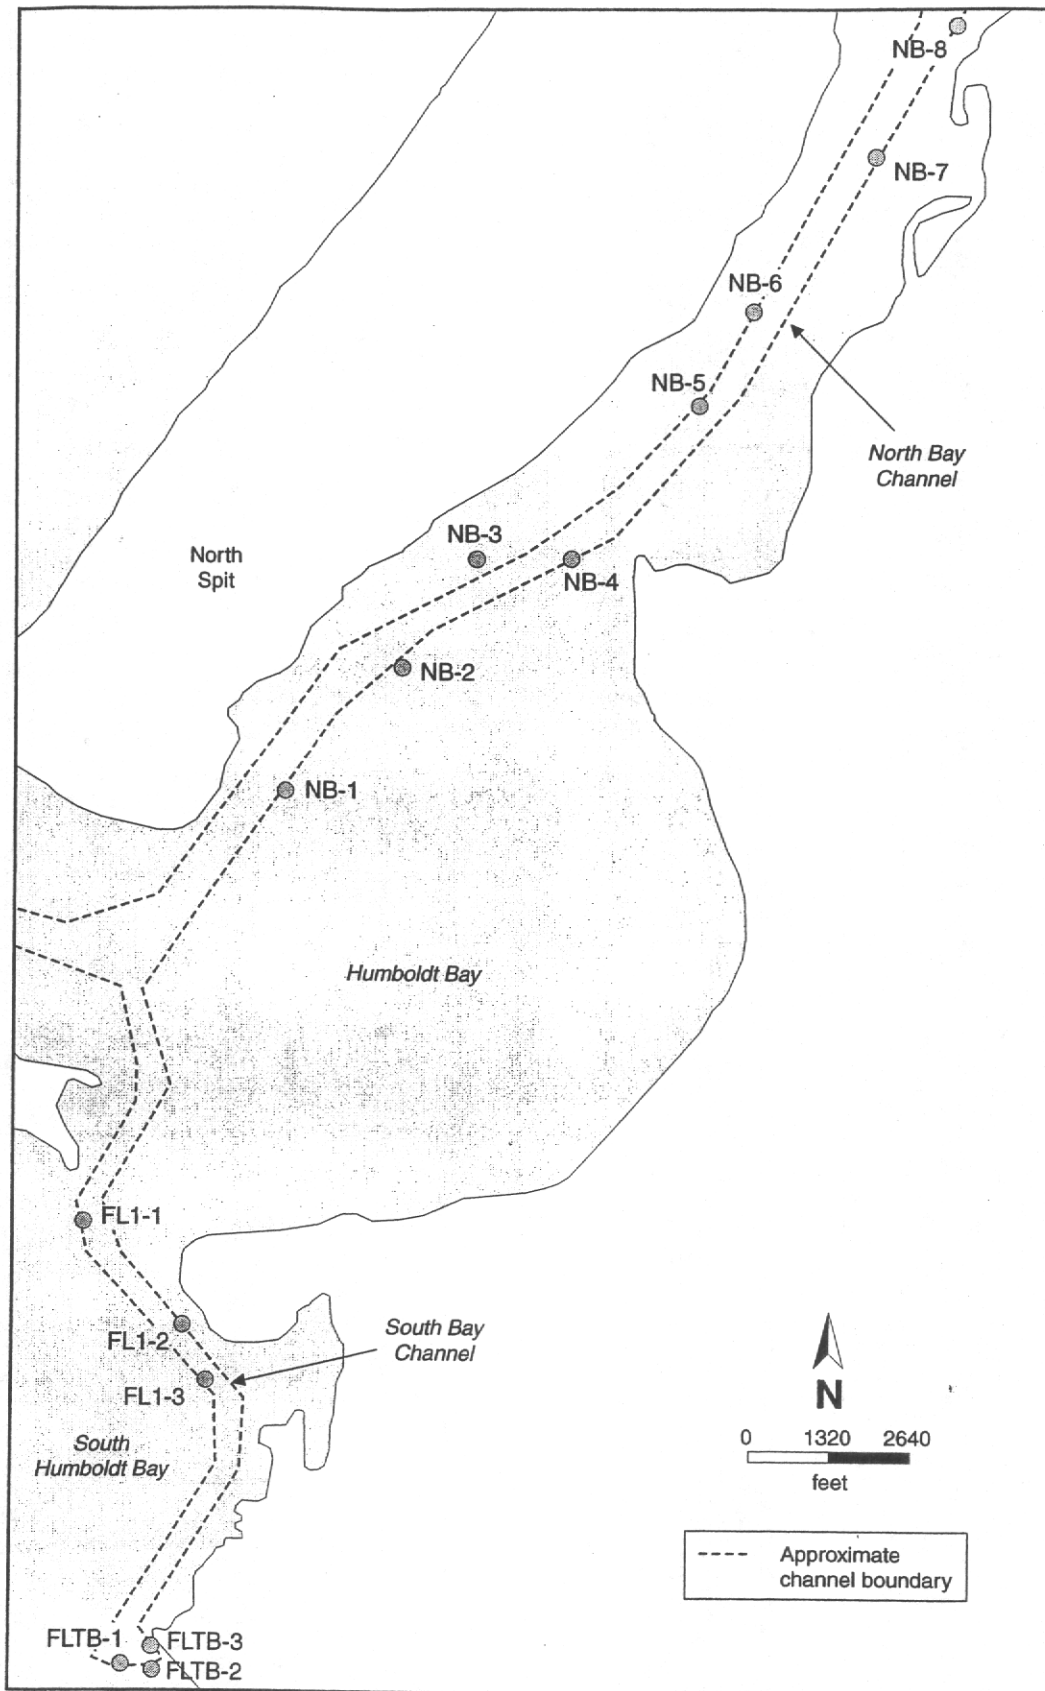 NB-8
NB-7
NB-6
NB-5
North Bay
Channel
NB-3
North
Spit
NB-4
NB-2
NB-1
Humboldt Bay
FL1-1
FL1-2
South Bay
Channel
FL1-3
N
0 1320 2640
feet
South
Humboldt Bay
Approximate
channel boundary
FLTB-1
FLTB-3
FLTB-2